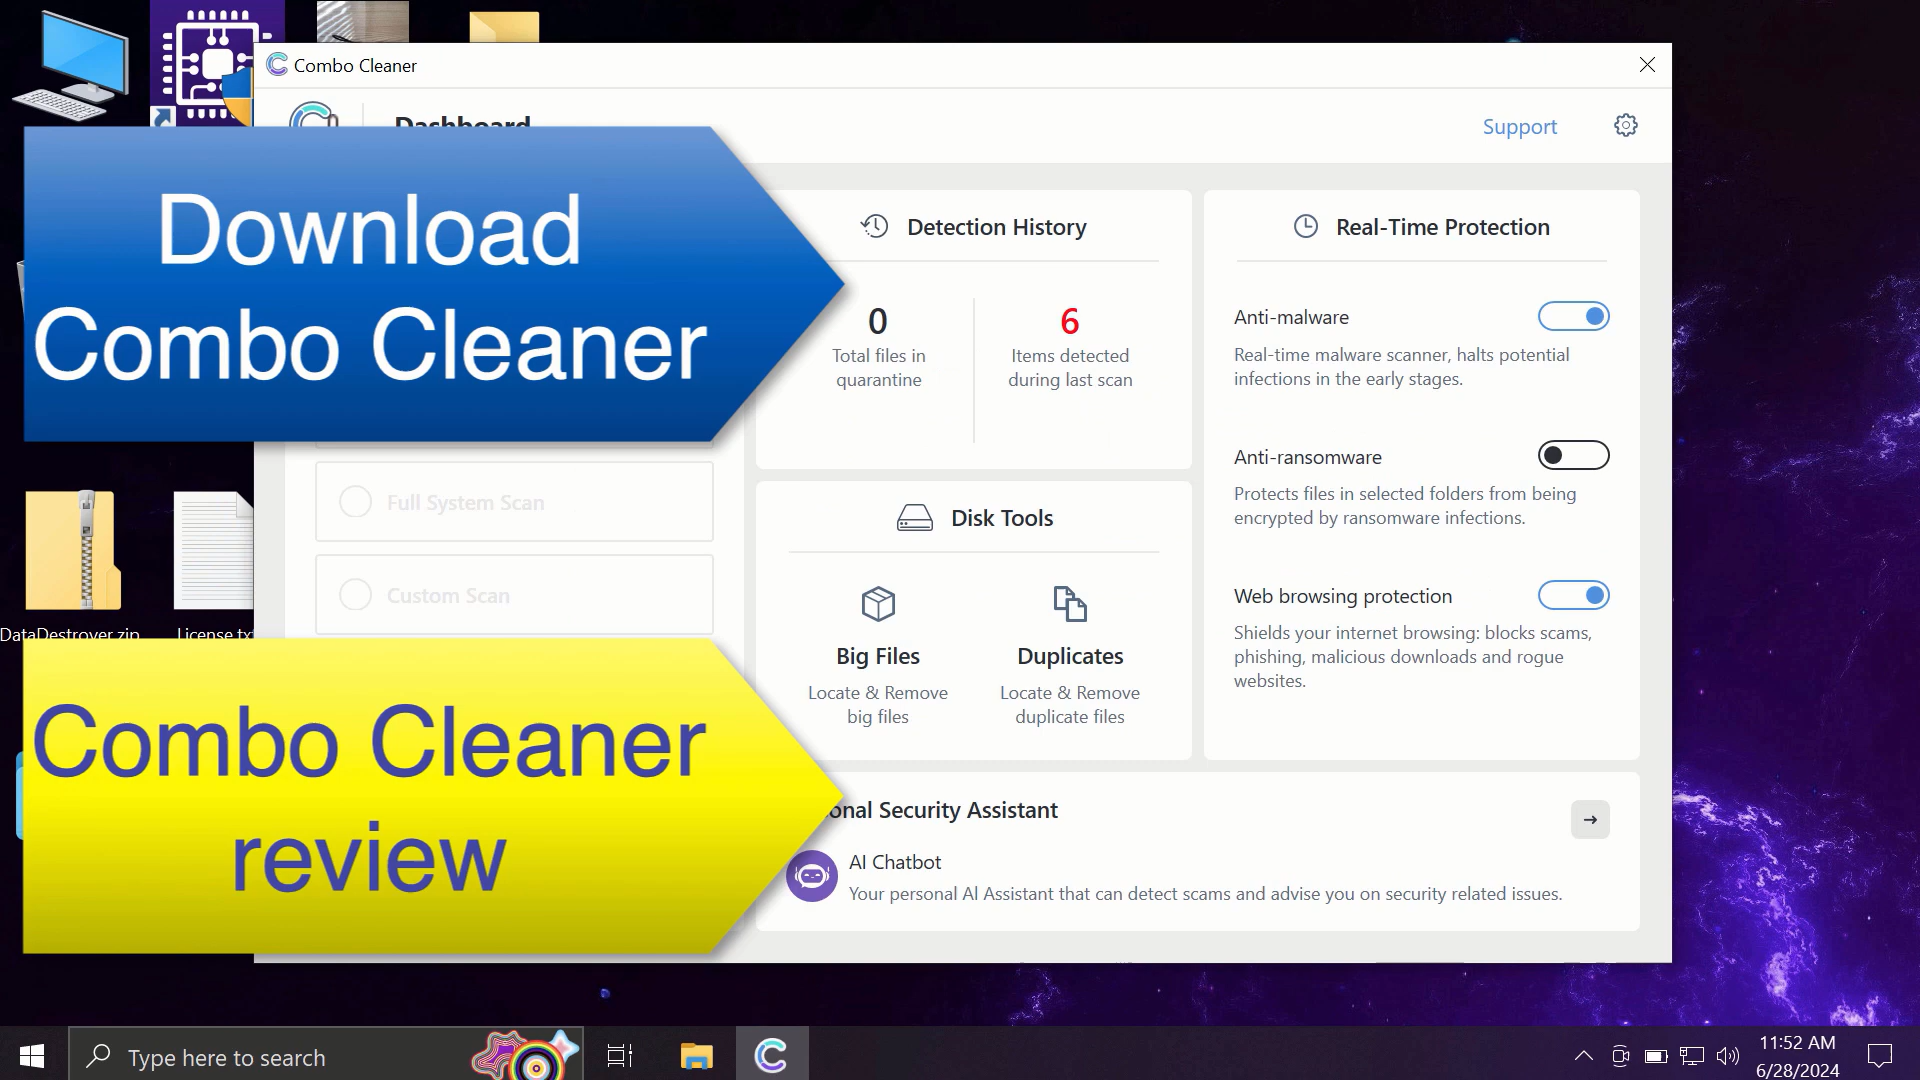 Combo Cleaner
Dashboard
Support
Download
Combo Cleaner
Detection History
0
Total files in
quarantine
6
Items detected
during last scan
Real-Time Protection
Anti-malware
Real-time malware scanner, halts potential
infections in the early stages.
Anti-ransomware
Protects files in selected folders from being
encrypted by ransomware infections.
Web browsing protection
Shields your internet browsing: blocks scams,
phishing, malicious downloads and rogue
websites.
Full System Scan
Custom Scan
Disk Tools
Big Files
Locate & Remove
big files
Duplicates
Locate & Remove
duplicate files
DataDestroyer.zip
License.tx
Combo Cleaner
review
onal Security Assistant
AI Chatbot
Your personal AI Assistant that can detect scams and advise you on security related issues.
Type here to search
11:52 AM
6/28/2024